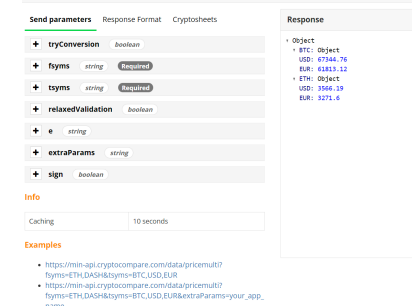 Send parameters Response Format Cryptosheets
+ tryConversion boolean
+ fsyms string Required
+ tsyms string Required
+ relaxedValidation boolean
+ e string
+ extraParams string
+ sign boolean
Info
Caching 10 seconds
Examples
• https://min-api.cryptocompare.com/data/pricemulti?
fsyms=ETH,DASH&tsyms=BTC,USD,EUR
• https://min-api.cryptocompare.com/data/pricemulti?
fsyms=ETH,DASH&tsyms=BTC,USD,EUR&extraParams=your_app_
Response
Object
BTC: Object
USD: 67344.76
EUR: 61813.12
ETH: Object
USD: 3566.19
EUR: 3271.6